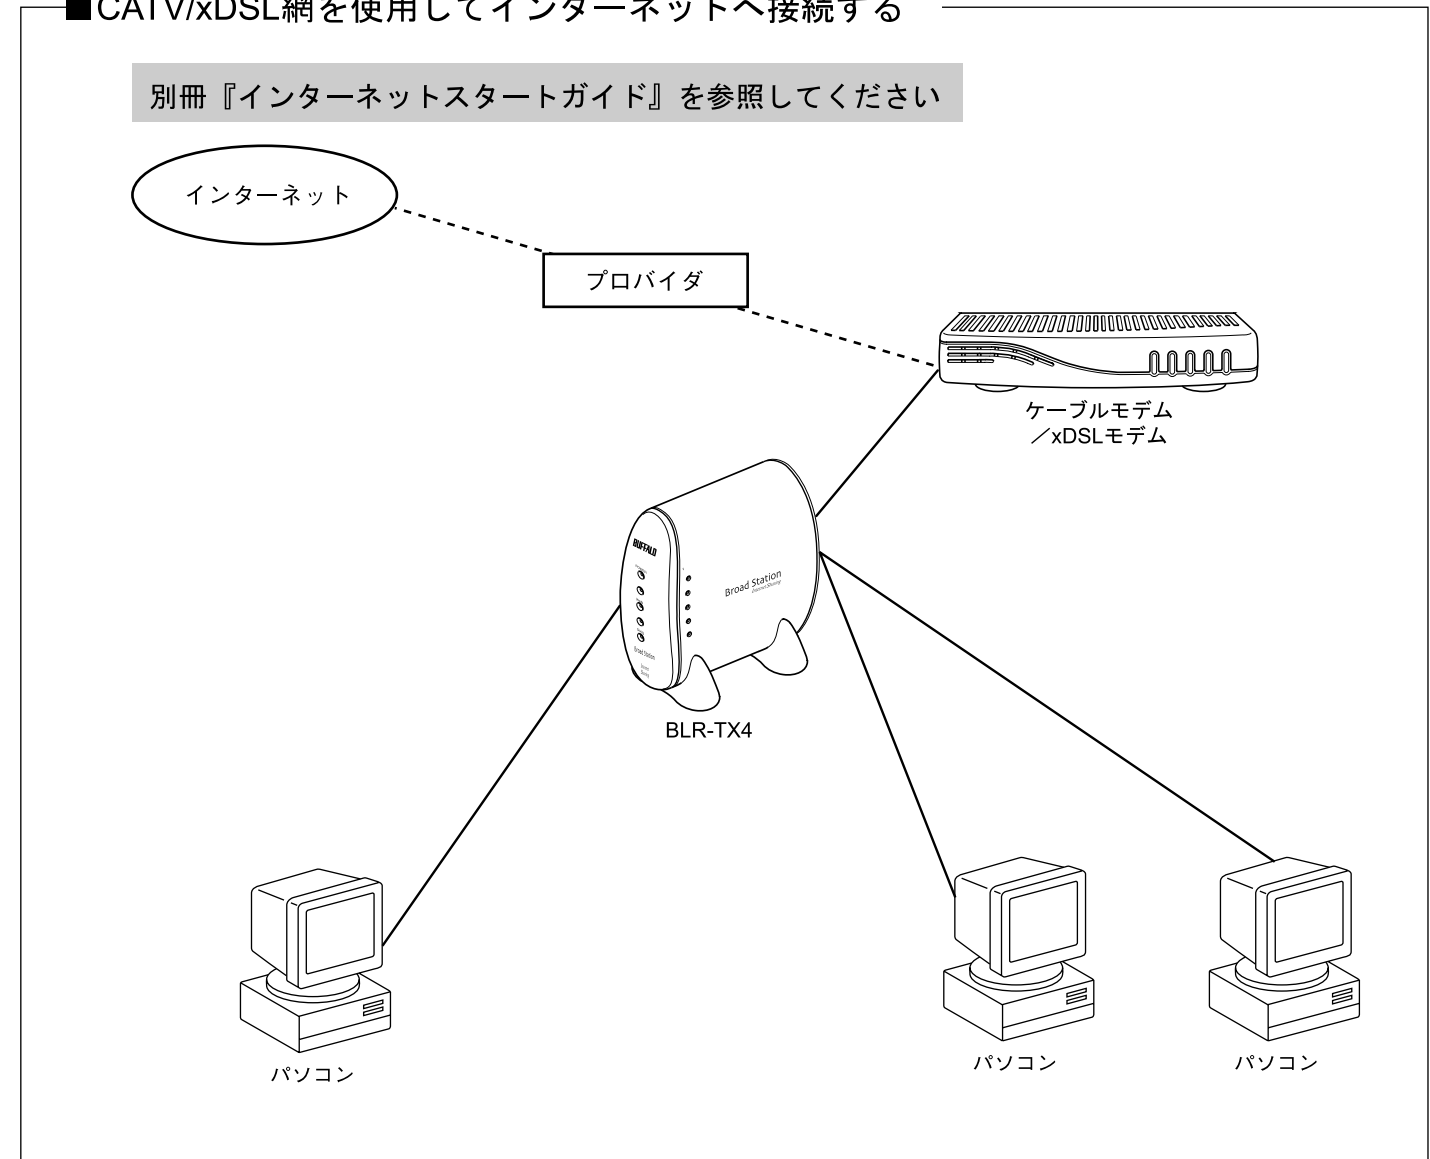 ■CATV/xDSL網を使用してインターネットへ接続する
別冊『インターネットスタートガイド』を参照してください
インターネット
プロバイダ
ケーブルモデム
／xDSLモデム
BUFFALO
Broad Station
Broad Station
BLR-TX4
パソコン
パソコン
パソコン